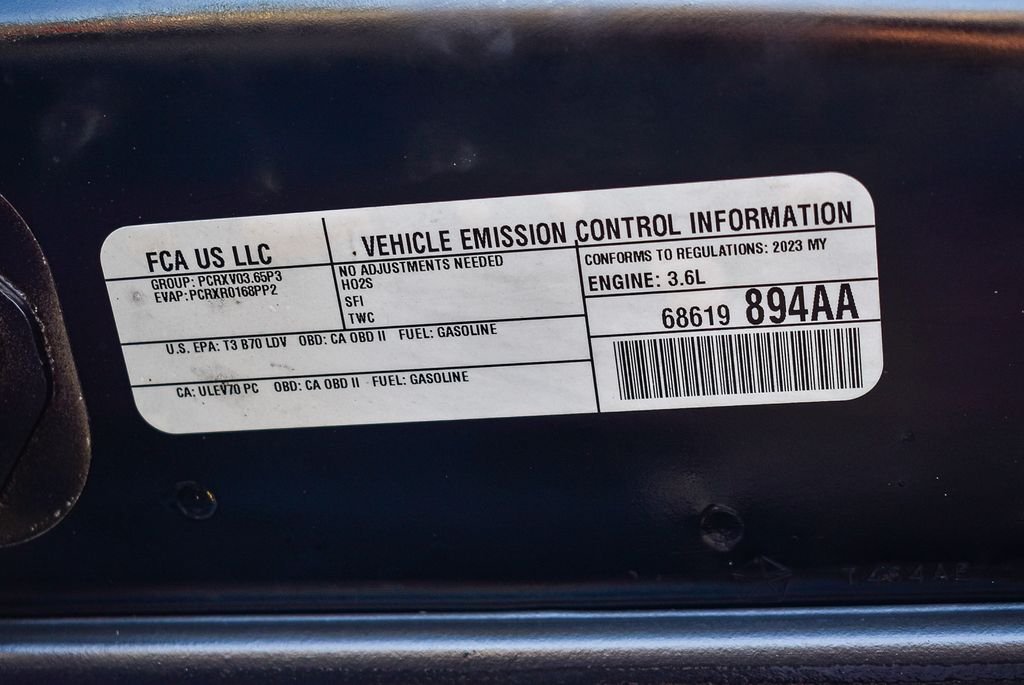 FCA US LLC
GROUP: PCRXV03.65P3
EVAP: PCRXR0168PP2
VEHICLE EMISSION CONTROL INFORMATION
NO ADJUSTMENTS NEEDED
HO2S
SFI
TWC
CONFORMS TO REGULATIONS: 2023 MY
ENGINE: 3.6L
68619 894AA
U.S. EPA: T3 B70 LDV OBD: CA OBD II FUEL: GASOLINE
CA: ULEV70 PC OBD: CA OBD II FUEL: GASOLINE